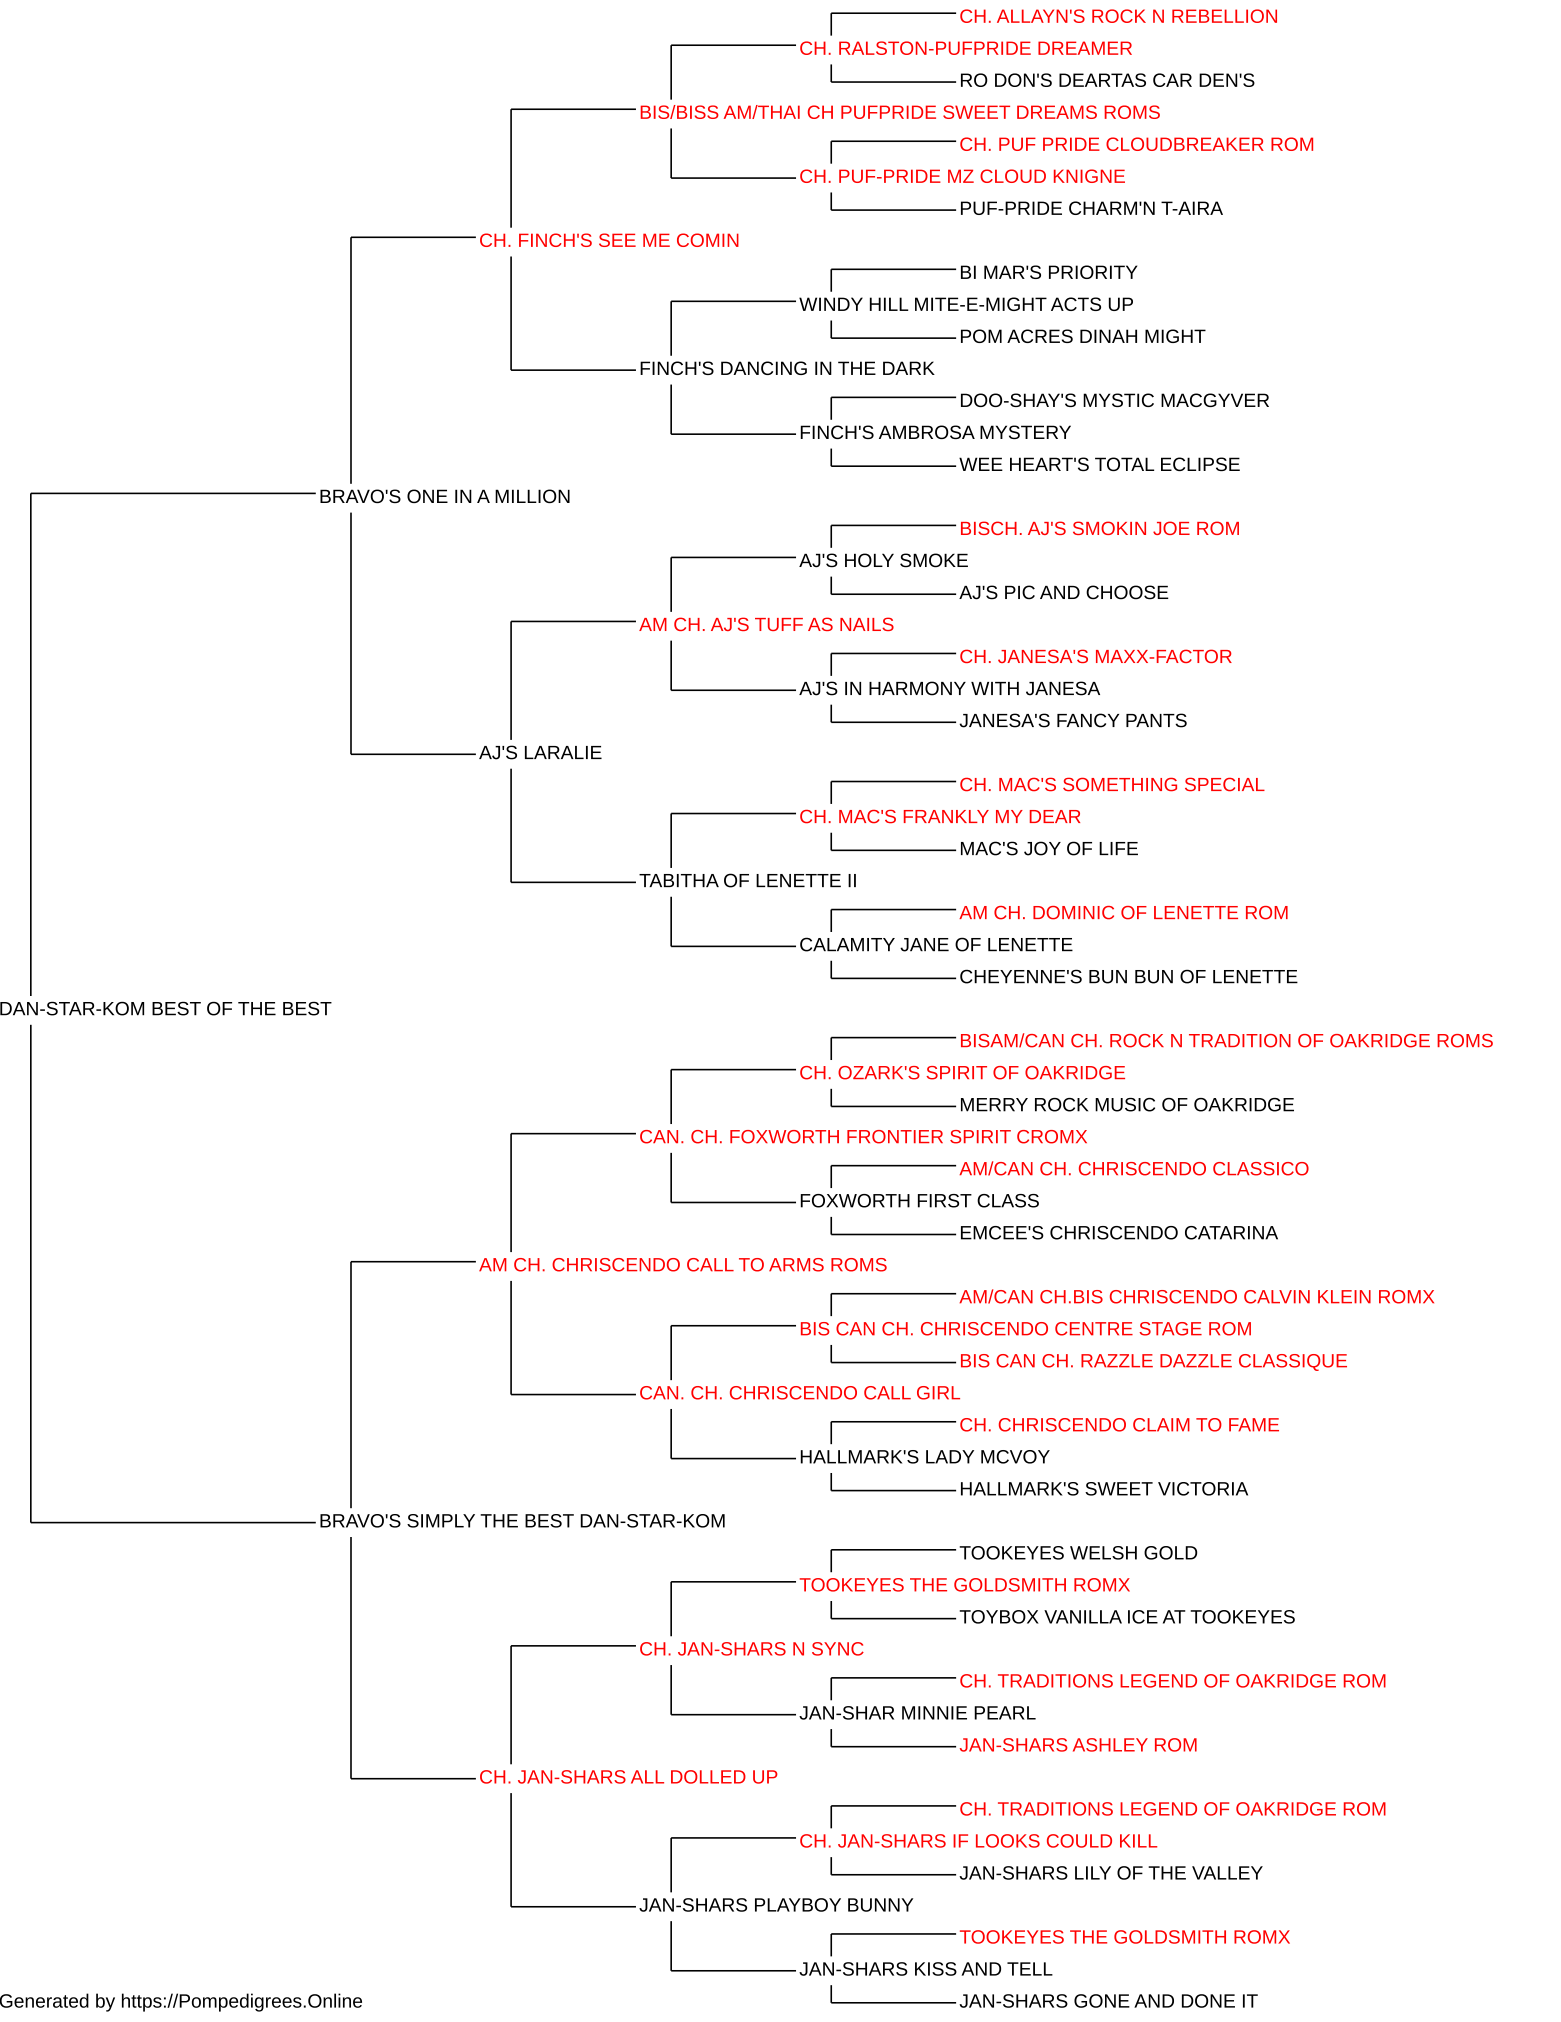 CH. ALLAYN'S ROCK N REBELLION
CH. RALSTON-PUFPRIDE DREAMER
RO DON'S DEARTAS CAR DEN'S
BIS/BISS AM/THAI CH PUFPRIDE SWEET DREAMS ROMS
CH. PUF PRIDE CLOUDBREAKER ROM
CH. PUF-PRIDE MZ CLOUD KNIGNE
PUF-PRIDE CHARM'N T-AIRA
CH. FINCH'S SEE ME COMIN
BI MAR'S PRIORITY
WINDY HILL MITE-E-MIGHT ACTS UP
POM ACRES DINAH MIGHT
FINCH'S DANCING IN THE DARK
DOO-SHAY'S MYSTIC MACGYVER
FINCH'S AMBROSA MYSTERY
WEE HEART'S TOTAL ECLIPSE
BRAVO'S ONE IN A MILLION
BISCH. AJ'S SMOKIN JOE ROM
AJ'S HOLY SMOKE
AJ'S PIC AND CHOOSE
AM CH. AJ'S TUFF AS NAILS
CH. JANESA'S MAXX-FACTOR
AJ'S IN HARMONY WITH JANESA
JANESA'S FANCY PANTS
AJ'S LARALIE
CH. MAC'S SOMETHING SPECIAL
CH. MAC'S FRANKLY MY DEAR
MAC'S JOY OF LIFE
TABITHA OF LENETTE II
AM CH. DOMINIC OF LENETTE ROM
CALAMITY JANE OF LENETTE
CHEYENNE'S BUN BUN OF LENETTE
DAN-STAR-KOM BEST OF THE BEST
BISAM/CAN CH. ROCK N TRADITION OF OAKRIDGE ROMS
CH. OZARK'S SPIRIT OF OAKRIDGE
MERRY ROCK MUSIC OF OAKRIDGE
CAN. CH. FOXWORTH FRONTIER SPIRIT CROMX
AM/CAN CH. CHRISCENDO CLASSICO
FOXWORTH FIRST CLASS
EMCEE'S CHRISCENDO CATARINA
AM CH. CHRISCENDO CALL TO ARMS ROMS
AM/CAN CH.BIS CHRISCENDO CALVIN KLEIN ROMX
BIS CAN CH. CHRISCENDO CENTRE STAGE ROM
BIS CAN CH. RAZZLE DAZZLE CLASSIQUE
CAN. CH. CHRISCENDO CALL GIRL
CH. CHRISCENDO CLAIM TO FAME
HALLMARK'S LADY MCVOY
HALLMARK'S SWEET VICTORIA
BRAVO'S SIMPLY THE BEST DAN-STAR-KOM
TOOKEYES WELSH GOLD
TOOKEYES THE GOLDSMITH ROMX
TOYBOX VANILLA ICE AT TOOKEYES
CH. JAN-SHARS N SYNC
CH. TRADITIONS LEGEND OF OAKRIDGE ROM
JAN-SHAR MINNIE PEARL
JAN-SHARS ASHLEY ROM
CH. JAN-SHARS ALL DOLLED UP
CH. TRADITIONS LEGEND OF OAKRIDGE ROM
CH. JAN-SHARS IF LOOKS COULD KILL
JAN-SHARS LILY OF THE VALLEY
JAN-SHARS PLAYBOY BUNNY
TOOKEYES THE GOLDSMITH ROMX
JAN-SHARS KISS AND TELL
JAN-SHARS GONE AND DONE IT
Generated by https://Pompedigrees.Online